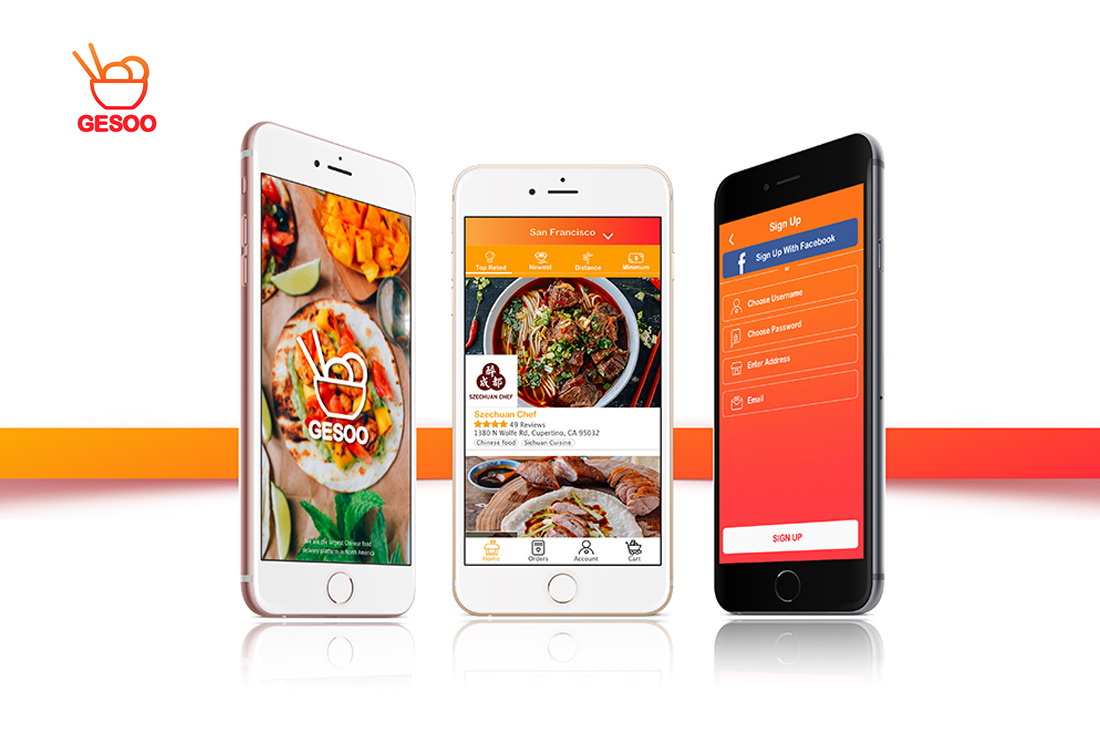 GESOO
GESOO
We are the largest Chinese food
delivery platform in North America
San Francisco
Top Reted
Newest
Distance
Minimum
醉
成都
SZECHUAN CHEF
Szechuan Chef
49 Reviews
1380 N Wolfe Rd, Cupertino, CA 95032
Chinese food
Sichuan Cuisine
Home
Orders
Account
Cart
Sign Up
f
Sign Up With Facebook
or
Choose Username
Choose Password
Enter Address
Email
SIGN UP